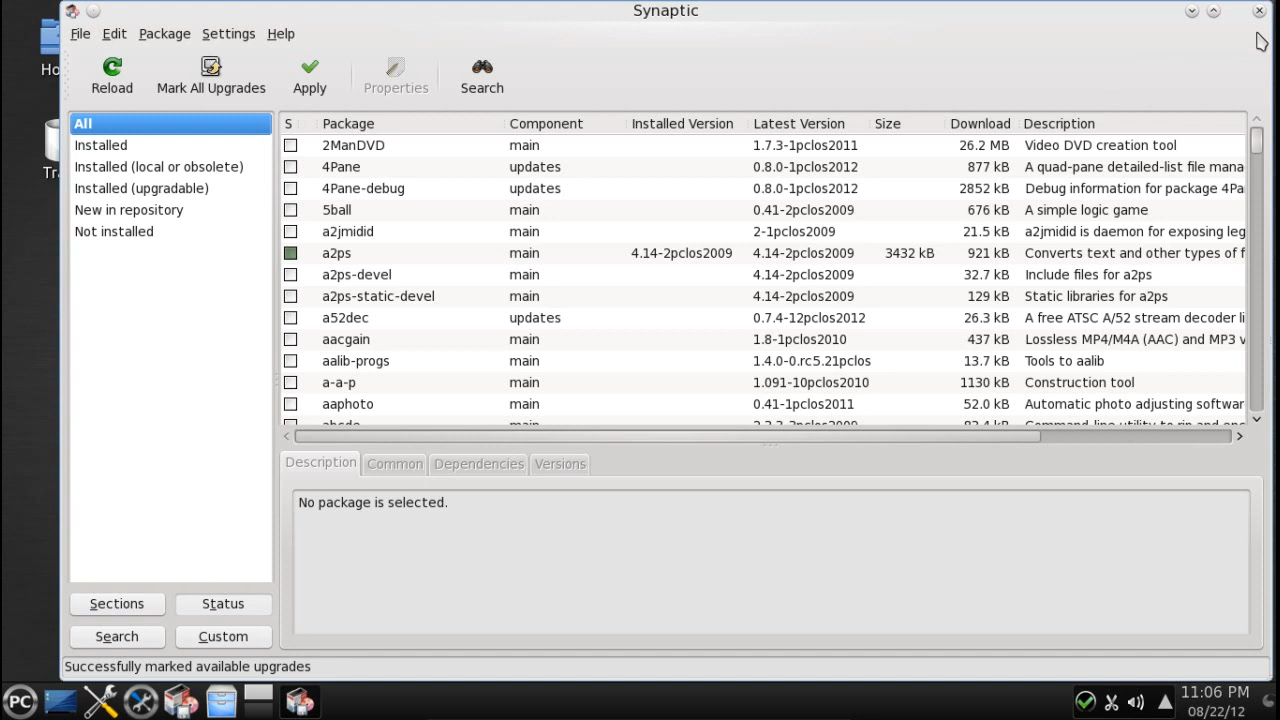 Synaptic
File Edit Package Settings Help
Reload Mark All Upgrades Apply Properties Search
All
Installed
Installed (local or obsolete)
Installed (upgradable)
New in repository
Not installed
S Package Component Installed Version Latest Version Size Download Description
2ManDVD main 1.7.3-1pclos2011 26.2 MB Video DVD creation tool
4Pane updates 0.8.0-1pclos2012 877 kB A quad-pane detailed-list file mana
4Pane-debug updates 0.8.0-1pclos2012 2852 kB Debug information for package 4Pa
5ball main 0.41-2pclos2009 676 kB A simple logic game
a2jmidid main 2-1pclos2009 21.5 kB a2jmidid is daemon for exposing leg
a2ps main 4.14-2pclos2009 4.14-2pclos2009 3432 kB 921 kB Converts text and other types of f
a2ps-devel main 4.14-2pclos2009 32.7 kB Include files for a2ps
a2ps-static-devel main 4.14-2pclos2009 129 kB Static libraries for a2ps
a52dec updates 0.7.4-12pclos2012 26.3 kB A free ATSC A/52 stream decoder li
aacgain main 1.8-1pclos2010 437 kB Lossless MP4/M4A (AAC) and MP3 v
aalib-progs main 1.4.0-0.rc5.21pclos 13.7 kB Tools to aalib
a-a-p main 1.091-10pclos2010 1130 kB Construction tool
aaphoto main 0.41-1pclos2011 52.0 kB Automatic photo adjusting softwar
Description Common Dependencies Versions
No package is selected.
Sections Status
Search Custom
Successfully marked available upgrades
Ho
Tr
PC
11:06 PM
08/22/12